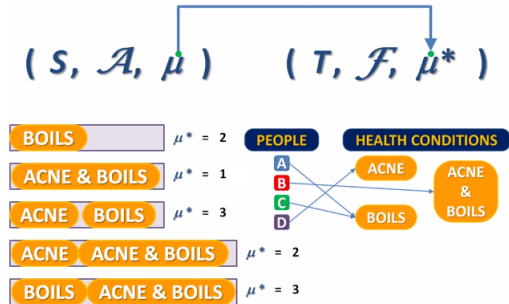 ( S, 𝒜, μ )
( T, ℱ, μ* )
BOILS μ* = 2
ACNE & BOILS μ* = 1
ACNE BOILS μ* = 3
ACNE ACNE & BOILS μ* = 2
BOILS ACNE & BOILS μ* = 3
PEOPLE
A
B
C
D
HEALTH CONDITIONS
ACNE
BOILS
ACNE
&
BOILS